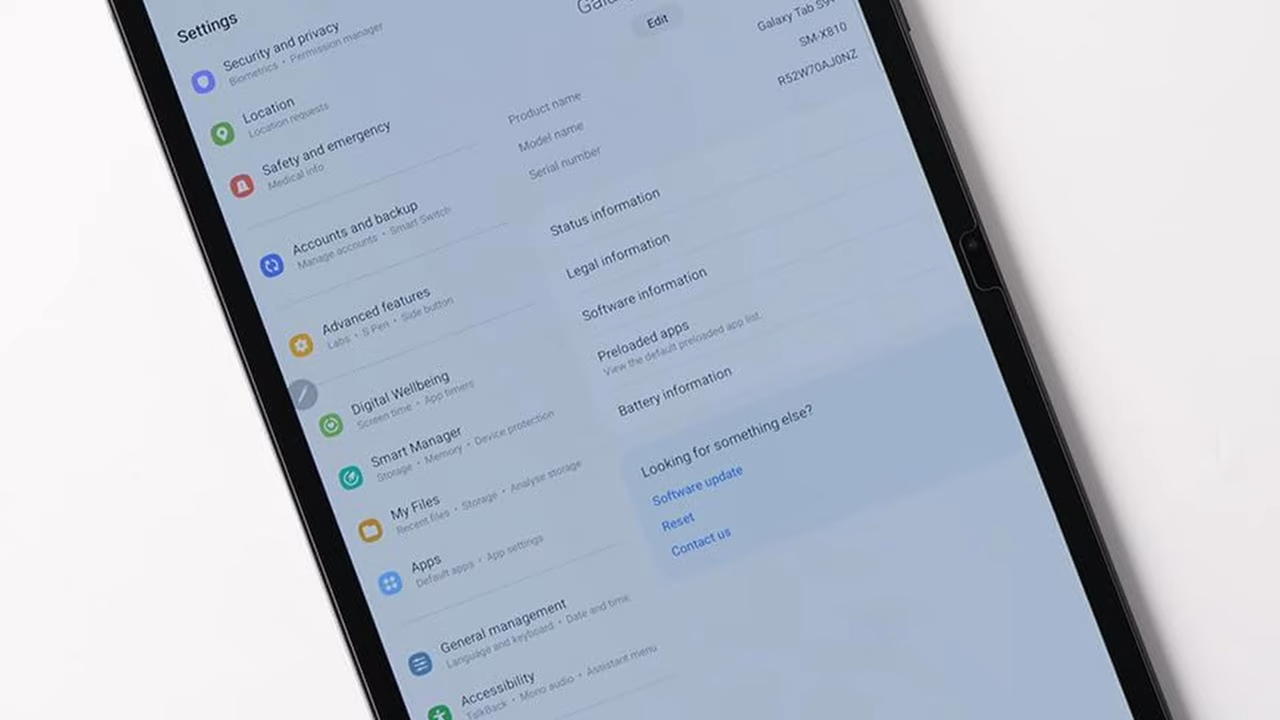 Settings
Security and privacy
Biometrics • Permission manager
Location
Location requests
Safety and emergency
Medical info
Accounts and backup
Manage accounts • Smart Switch
Advanced features
Labs • S Pen • Side button
Digital Wellbeing
Screen time • App timers
Smart Manager
Storage • Memory • Device protection
My Files
Recent files • Storage • Analyse storage
Apps
Default apps • App settings
General management
Language and keyboard • Date and time
Accessibility
TalkBack • Mono audio • Assistant menu
Edit
Product name
Galaxy Tab
Model name
SM-X810
Serial number
R52W70AJ0NZ
Status information
Legal information
Software information
Preloaded apps
View the default preloaded app list.
Battery information
Looking for something else?
Software update
Reset
Contact us